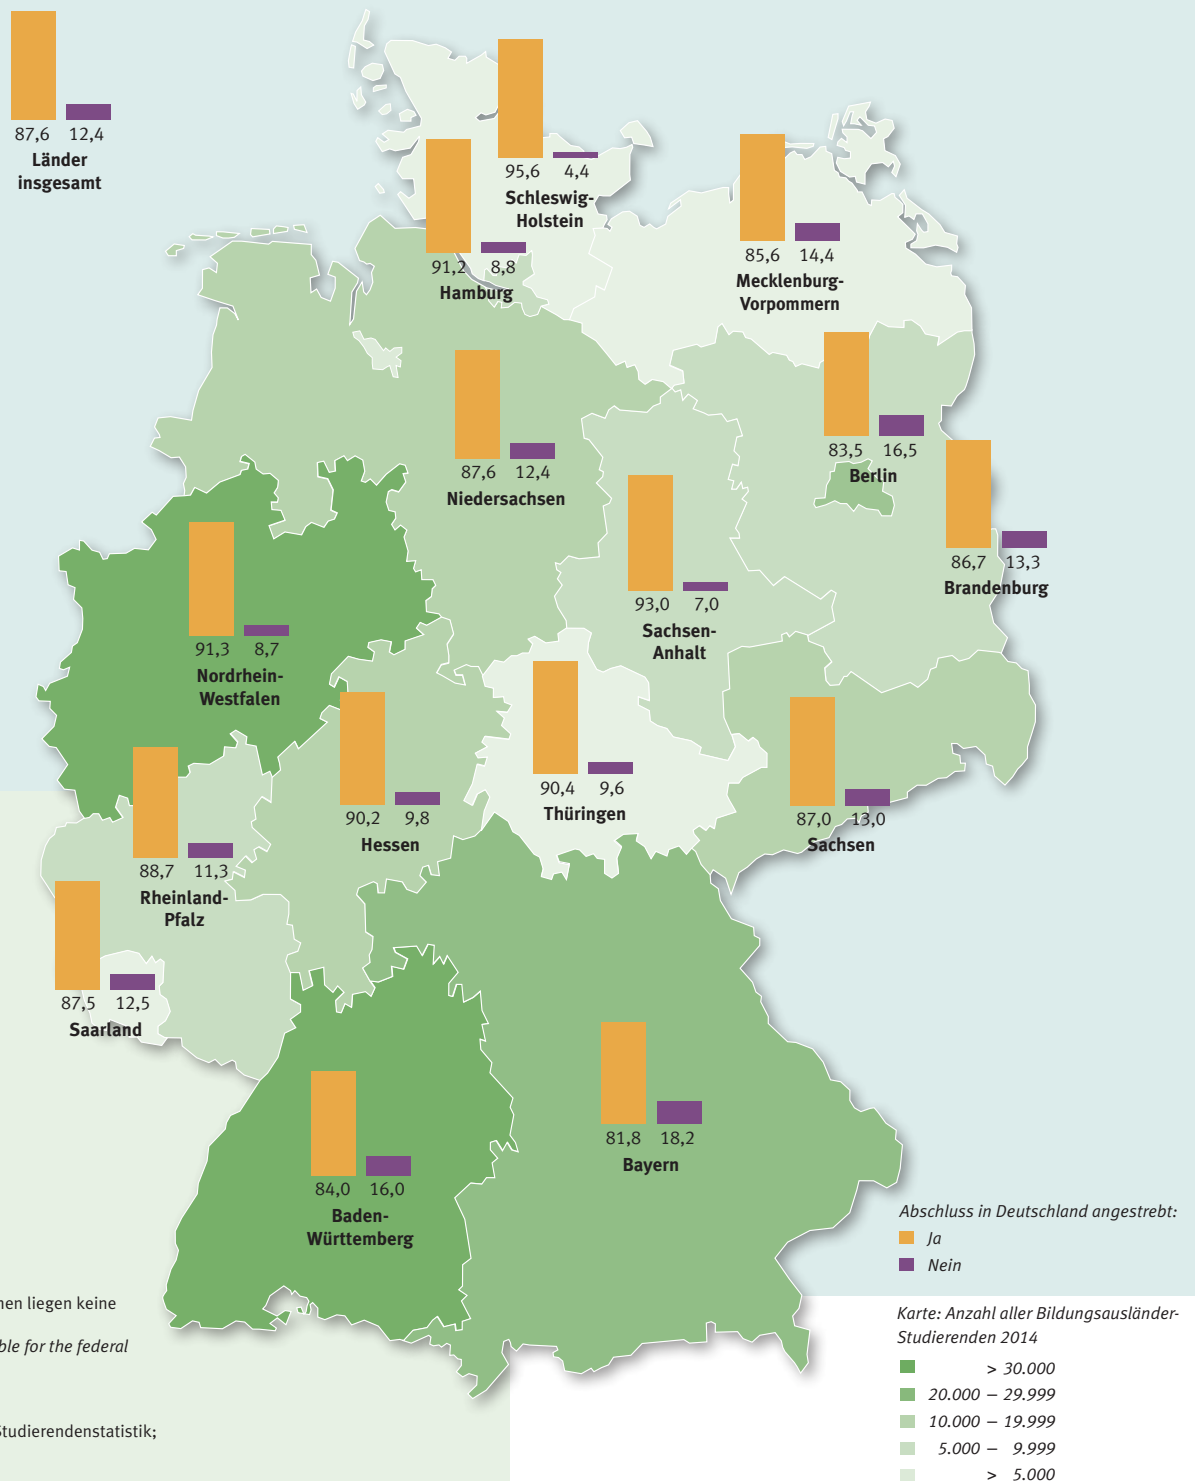 87,6 12,4
Länder
insgesamt
95,6 4,4
Schleswig-
Holstein
91,2 8,8
Hamburg
85,6 14,4
Mecklenburg-
Vorpommern
83,5 16,5
Berlin
87,6 12,4
Niedersachsen
86,7 13,3
Brandenburg
93,0 7,0
Sachsen-
Anhalt
91,3 8,7
Nordrhein-
Westfalen
90,4 9,6
Thüringen
90,2 9,8
Hessen
87,0 13,0
Sachsen
88,7 11,3
Rheinland-
Pfalz
87,5 12,5
Saarland
81,8 18,2
Bayern
84,0 16,0
Baden-
Württemberg
Abschluss in Deutschland angestrebt:
Ja
Nein
Karte: Anzahl aller Bildungsausländer-
Studierenden 2014
> 30.000
20.000 – 29.999
10.000 – 19.999
5.000 – 9.999
> 5.000
nen liegen keine
ble for the federal
Studierendenstatistik;